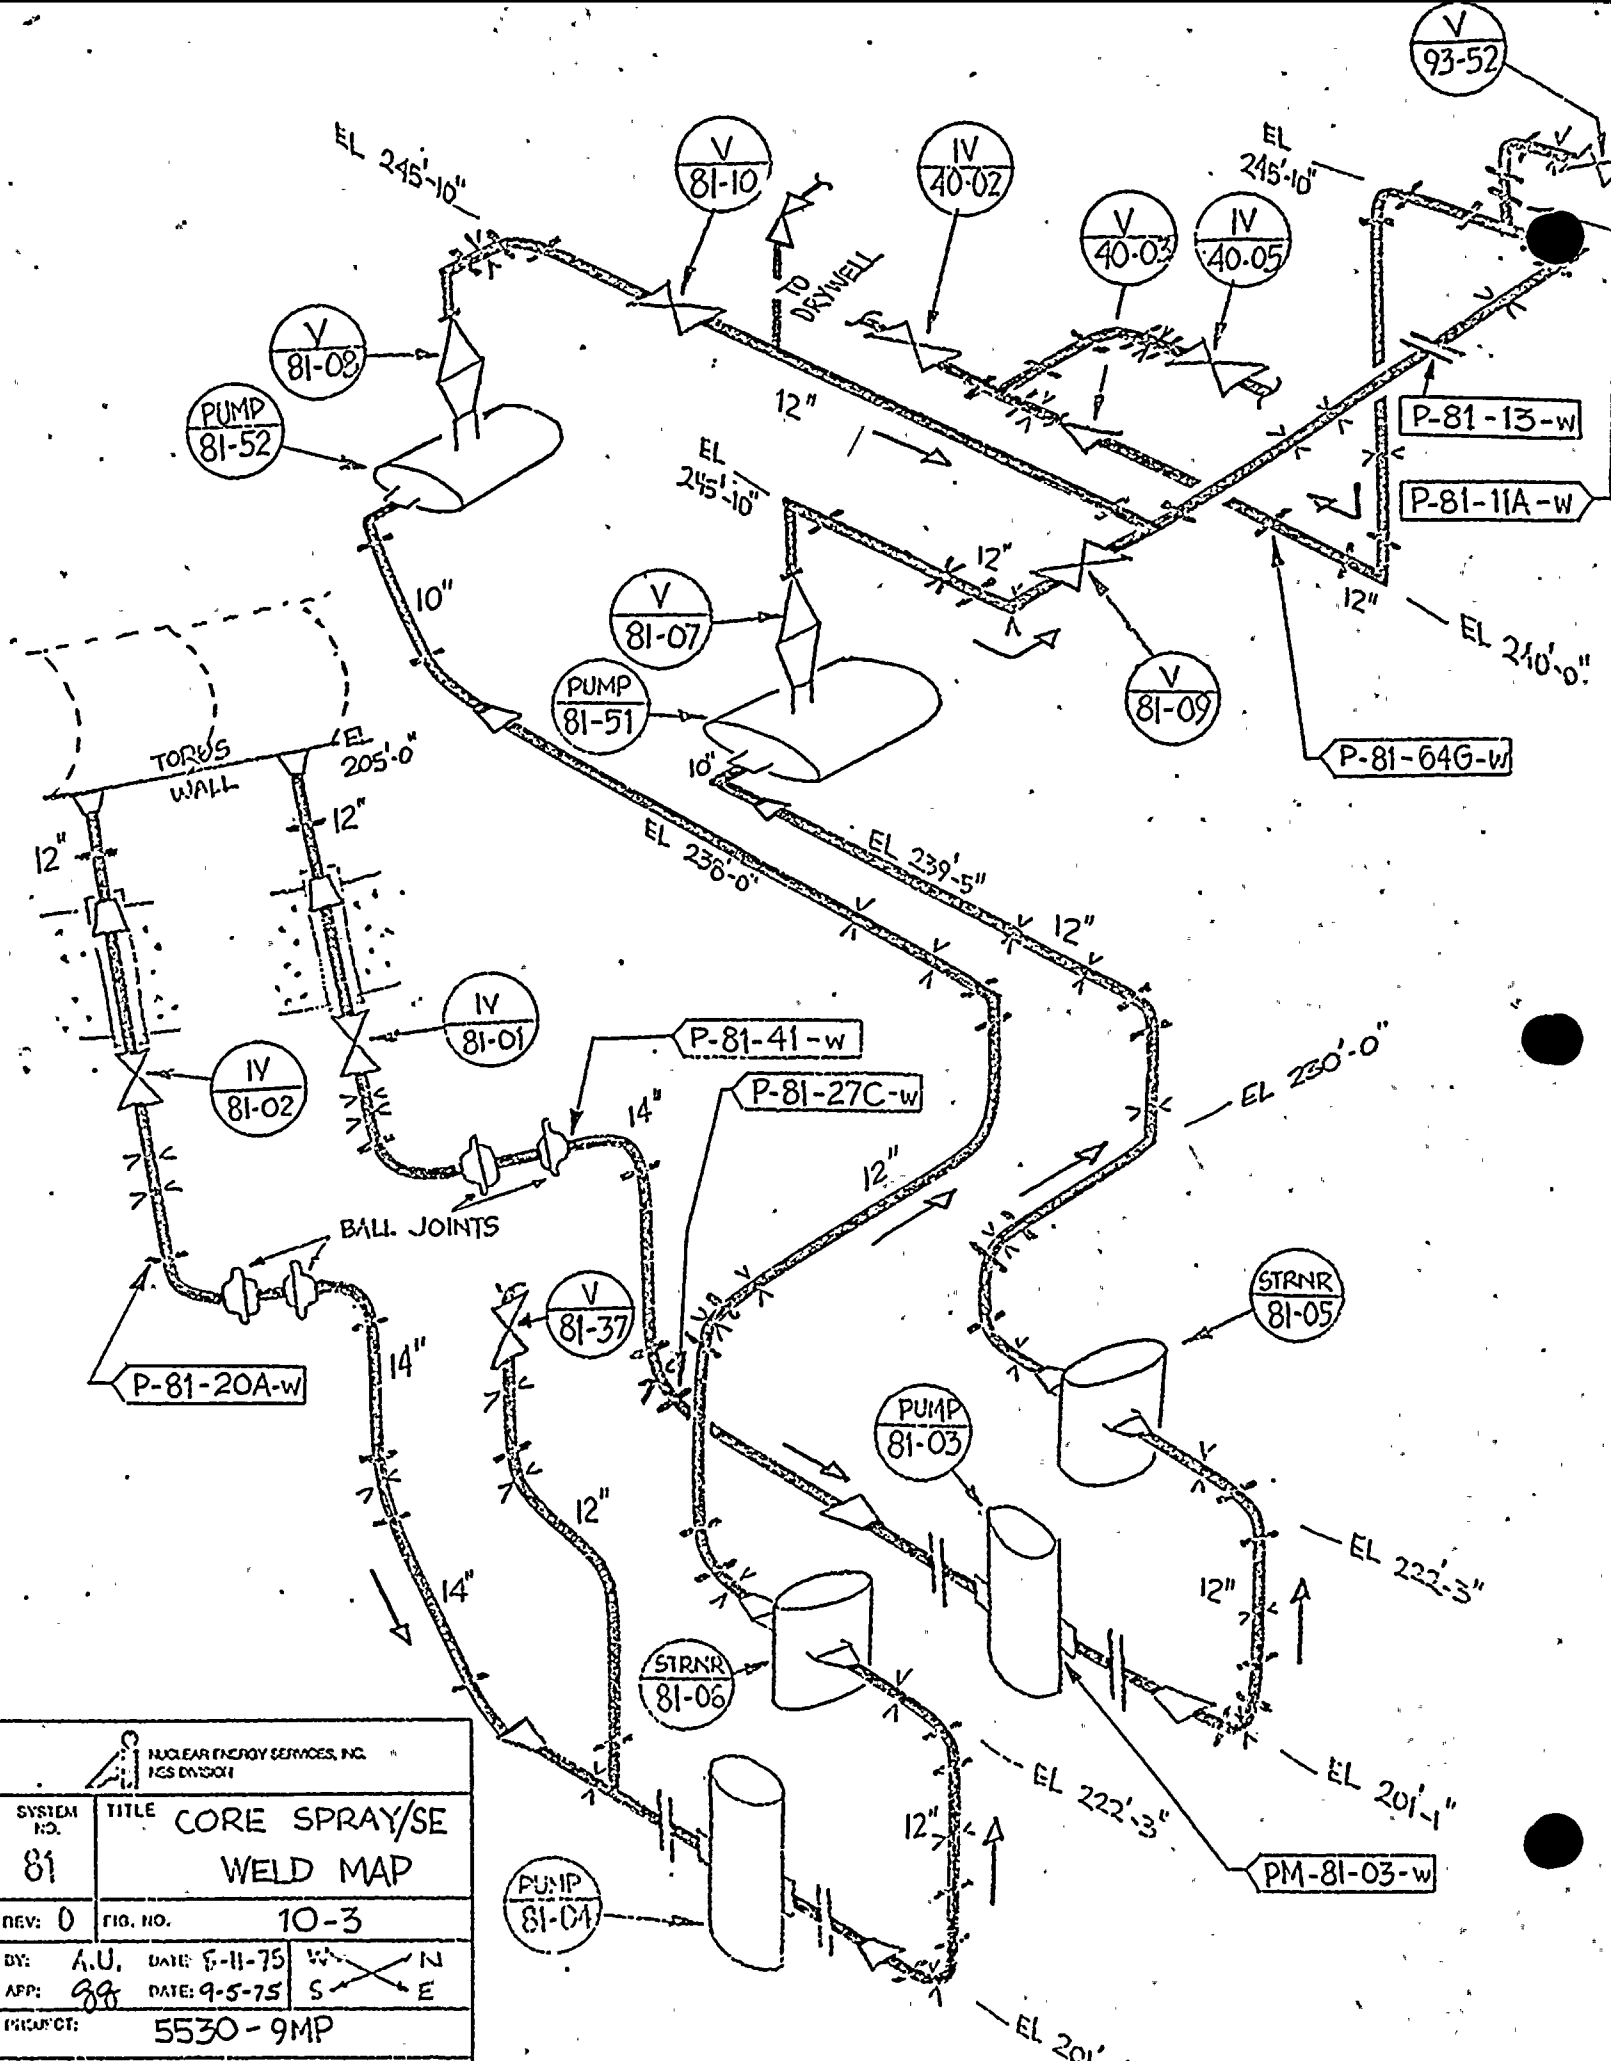 V
93-52
EL
245'-10"
V
81-10
IV
40-02
V
40-03
IV
40-05
EL
245'-10"
TO
DRYWELL
V
81-08
PUMP
81-52
12"
P-81-13-w
EL
245'-10"
P-81-11A-w
12"
12"
10"
V
81-07
EL 240'-0"
PUMP
81-51
V
81-09
TORUS
WALL
EL
205'-0"
10"
P-81-64G-w
12"
12"
EL 238'-0"
EL 239'-5"
12"
IV
81-01
P-81-41-w
IV
81-02
P-81-27C-w
14"
EL 230'-0"
12"
BALL JOINTS
V
81-37
STRNR
81-05
14"
P-81-20A-w
PUMP
81-03
12"
EL 222'-3"
14"
12"
STRNR
81-06
NUCLEAR ENERGY SERVICES, INC.
NES DIVISION
EL 222'-3"
EL 201'-1"
SYSTEM
NO.
81
TITLE
CORE SPRAY/SE
WELD MAP
12"
PM-81-03-w
PUMP
81-04
REV: 0
FIG. NO.
10-3
BY: A.U. DATE: 8-11-75
APP: DATE: 9-5-75
W N
S E
PROJECT:
5530-9MP
EL 201'